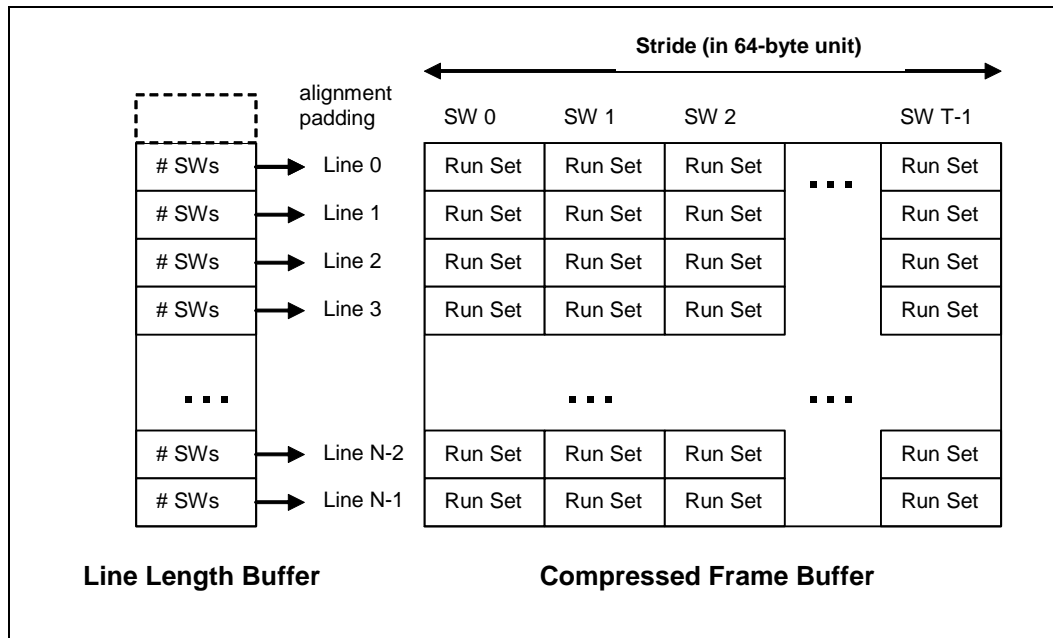 Stride (in 64-byte unit)
alignment
padding
SW 0 SW 1 SW 2 SW T-1
# SWs Line 0 Run Set Run Set Run Set ... Run Set
# SWs Line 1 Run Set Run Set Run Set Run Set
# SWs Line 2 Run Set Run Set Run Set Run Set
# SWs Line 3 Run Set Run Set Run Set Run Set
... ... ...
# SWs Line N-2 Run Set Run Set Run Set Run Set
# SWs Line N-1 Run Set Run Set Run Set Run Set
Line Length Buffer Compressed Frame Buffer